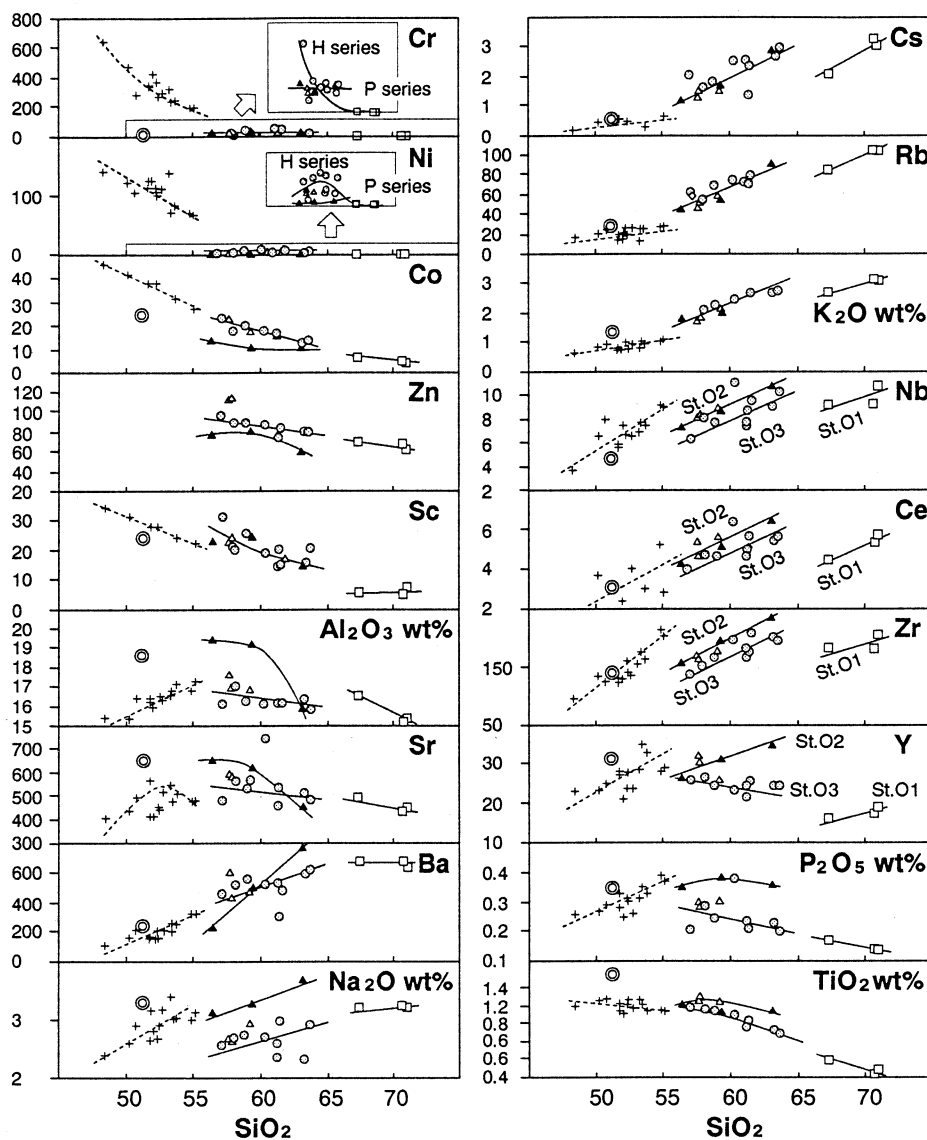 800
600
400
200
0
Cr
H series
P series
Ni
100
0
H series
P series
40
30
20
10
0
Co
120
100
80
60
40
20
Zn
30
20
10
0
Sc
20
19
18
17
16
15
Al2O3 wt%
700
600
500
400
300
Sr
800
600
400
200
0
Ba
3
2
Na2O wt%
50 55 60 65 70
SiO2
3
2
1
0
Cs
100
80
60
40
20
0
Rb
3
2
1
0
K2O wt%
10
8
6
4
2
Nb
St.O2
St.O3
St.O1
6
4
2
Ce
St.O2
St.O3
St.O1
150
50
Zr
St.O2
St.O3
St.O1
30
20
10
Y
St.O2
St.O3
St.O1
0.4
0.3
0.2
0.1
P2O5 wt%
1.4
1.2
0.8
0.6
0.4
TiO2wt%
50 55 60 65 70
SiO2